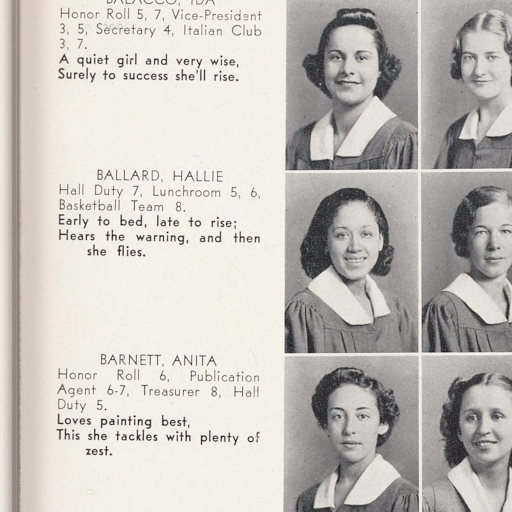 BALACCO, IDA
Honor Roll 5, 7, Vice-President
3, 5, Secretary 4, Italian Club
3, 7.
A quiet girl and very wise,
Surely to success she'll rise.
BALLARD, HALLIE
Hall Duty 7, Lunchroom 5, 6,
Basketball Team 8.
Early to bed, late to rise;
Hears the warning, and then
she flies.
BARNETT, ANITA
Honor Roll 6, Publication
Agent 6-7, Treasurer 8, Hall
Duty 5.
Loves painting best,
This she tackles with plenty of
zest.